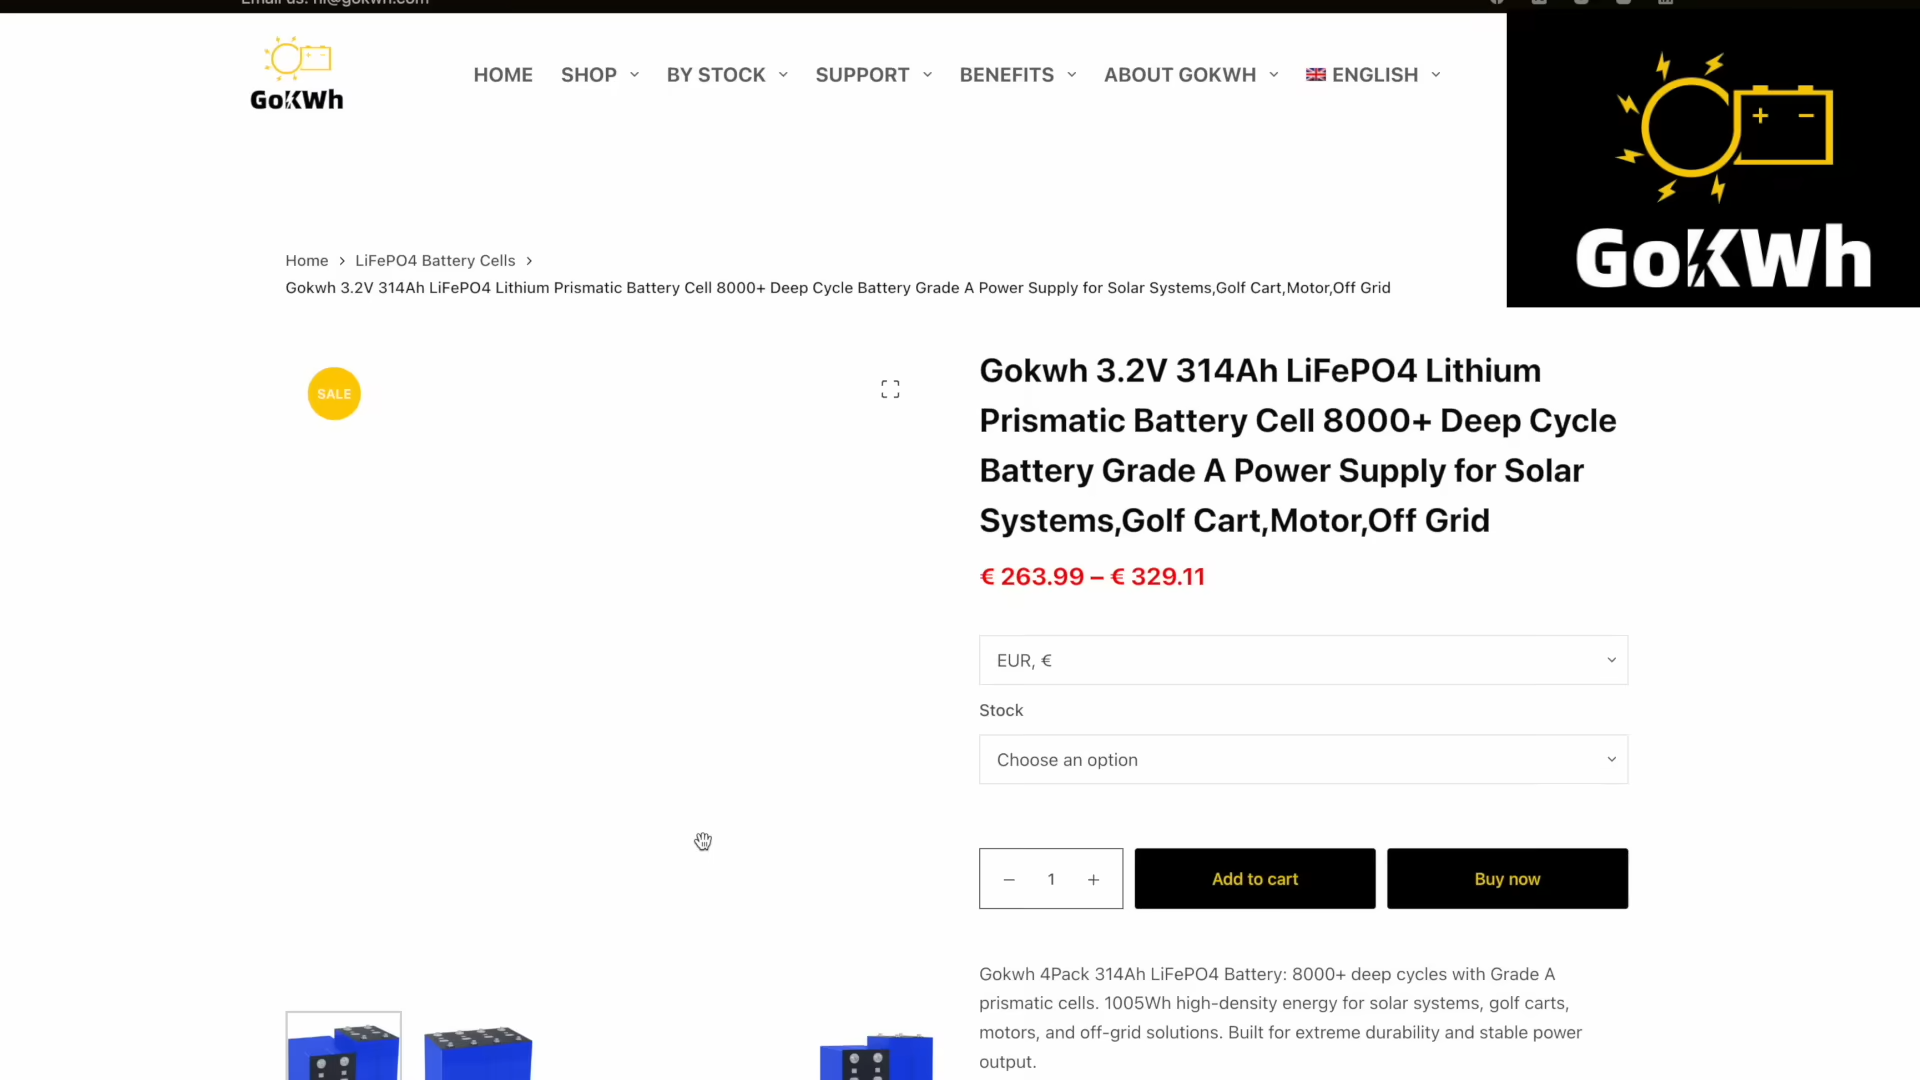 Email us: hi@gokwh.com
GoKWh
HOME
SHOP
BY STOCK
SUPPORT
BENEFITS
ABOUT GOKWH
ENGLISH
+ −
GoKWh
Home > LiFePO4 Battery Cells >
Gokwh 3.2V 314Ah LiFePO4 Lithium Prismatic Battery Cell 8000+ Deep Cycle Battery Grade A Power Supply for Solar Systems,Golf Cart,Motor,Off Grid
SALE
Gokwh 3.2V 314Ah LiFePO4 Lithium
Prismatic Battery Cell 8000+ Deep Cycle
Battery Grade A Power Supply for Solar
Systems,Golf Cart,Motor,Off Grid
€ 263.99 – € 329.11
EUR, €
Stock
Choose an option
− 1 +
Add to cart
Buy now
Gokwh 4Pack 314Ah LiFePO4 Battery: 8000+ deep cycles with Grade A
prismatic cells. 1005Wh high-density energy for solar systems, golf carts,
motors, and off-grid solutions. Built for extreme durability and stable power
output.